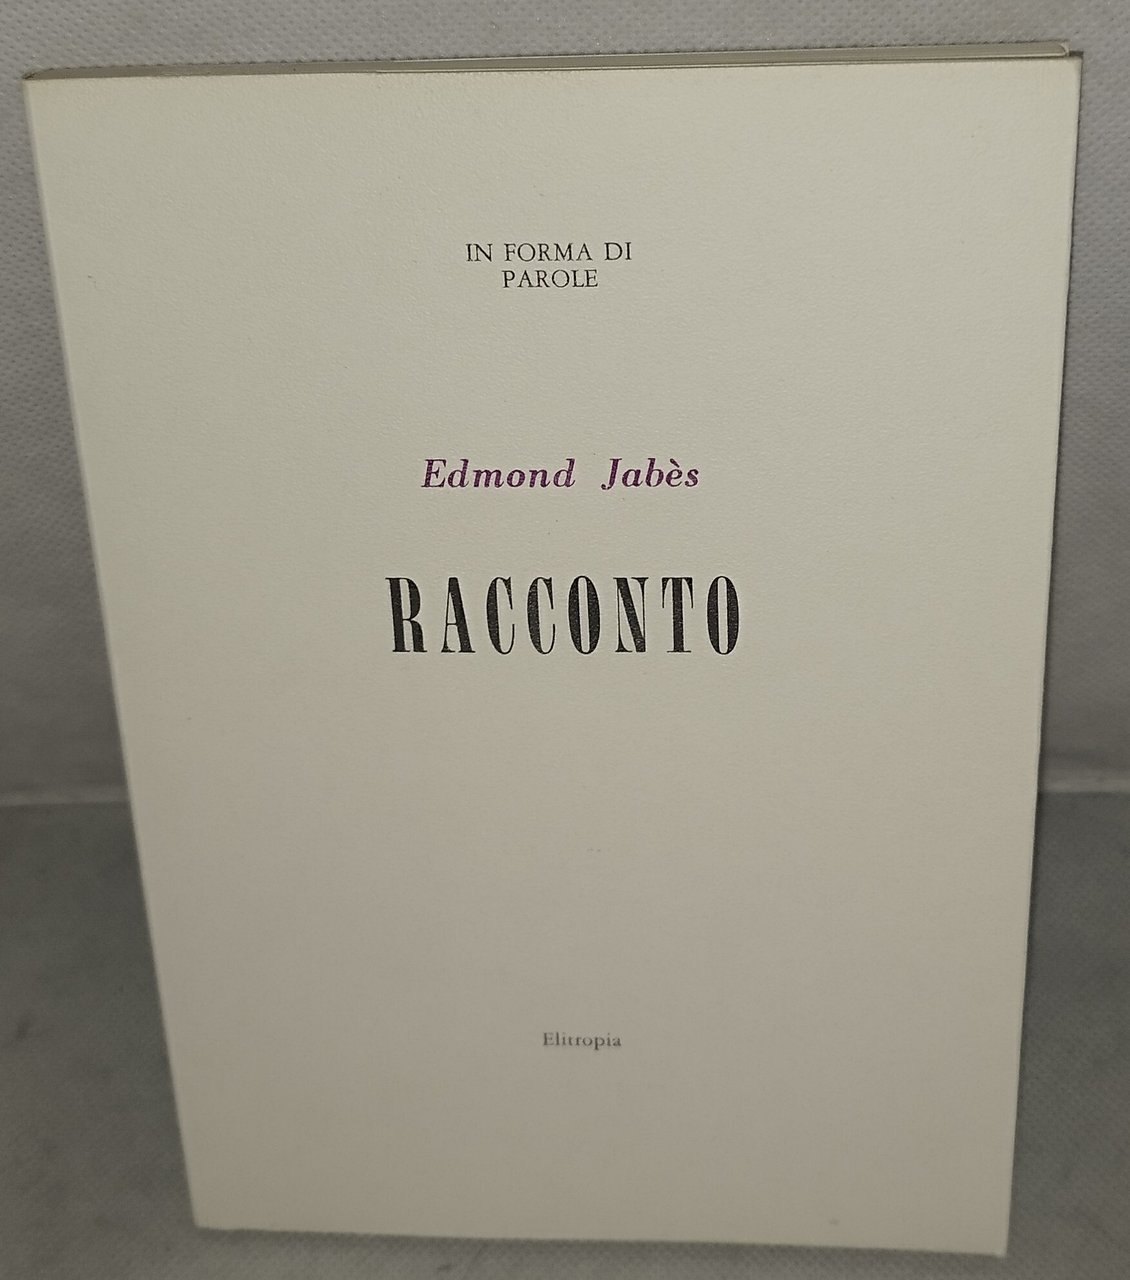 IN FORMA DI
PAROLE
Edmond Jabès
RACCONTO
Elitropia